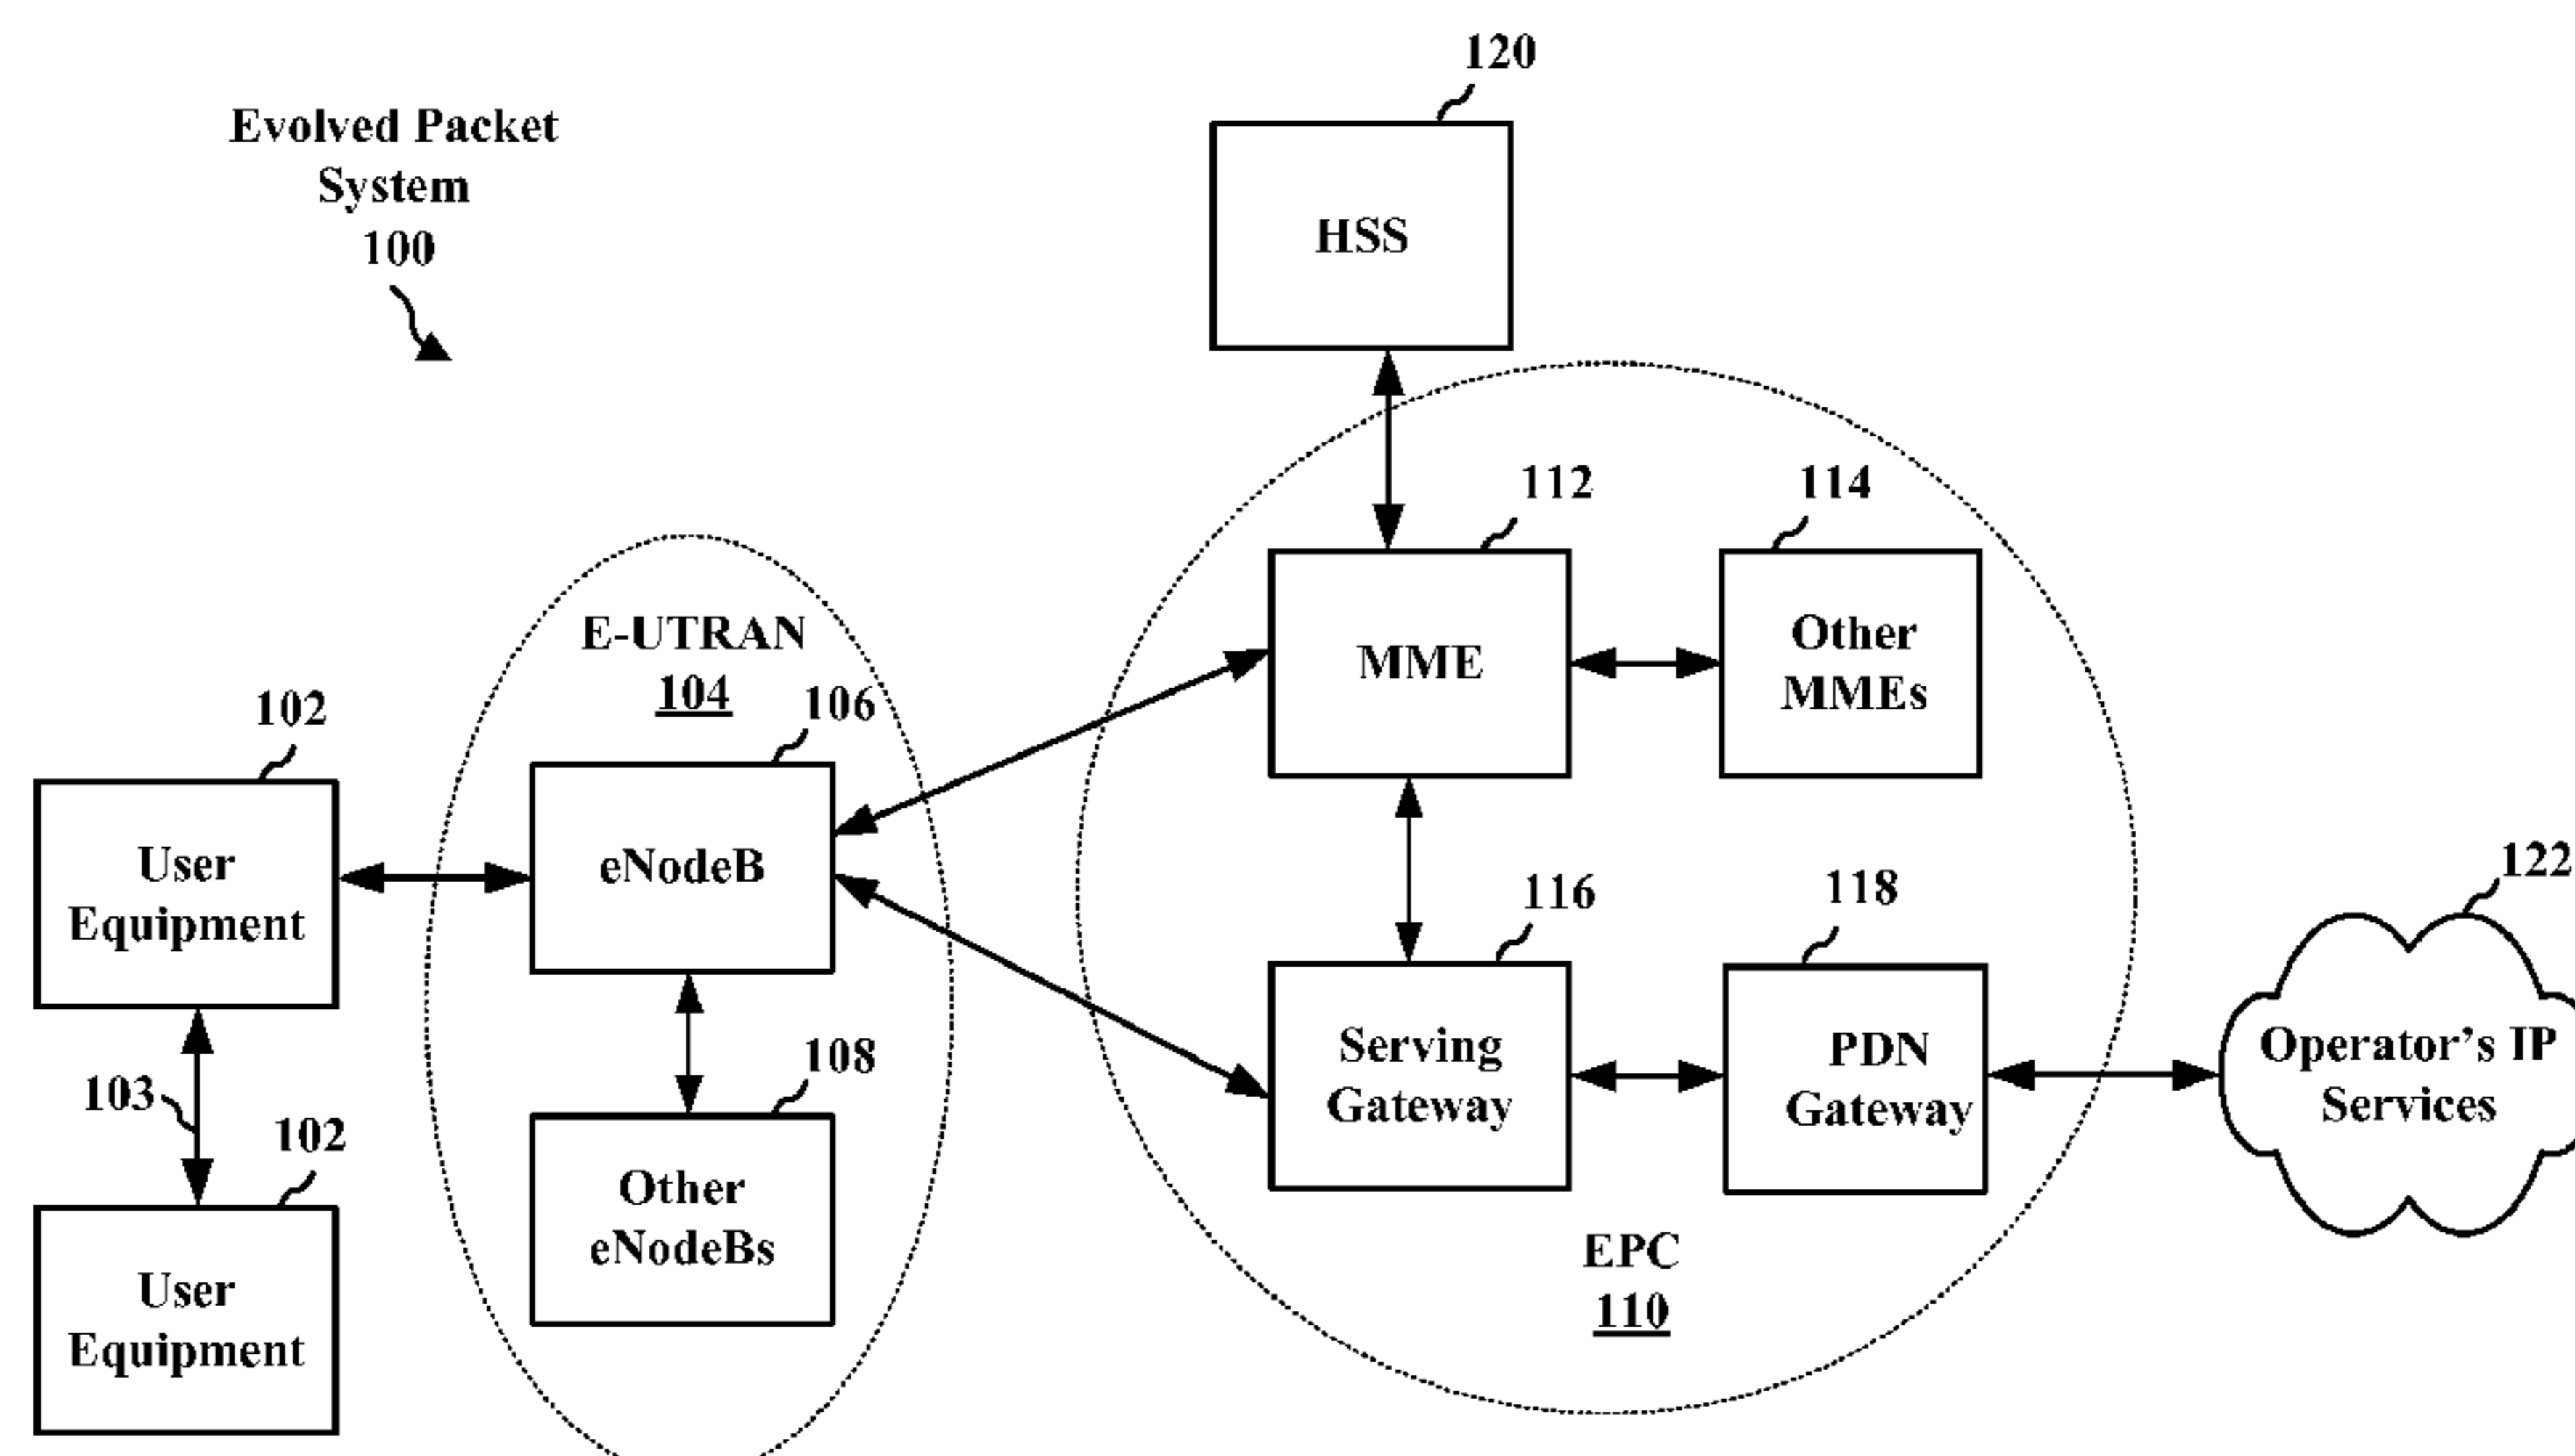 Evolved Packet
System
100
120
HSS
112
114
MME
Other
MMEs
E-UTRAN
104
106
eNodeB
108
Other
eNodeBs
102
User
Equipment
103
102
User
Equipment
116
Serving
Gateway
118
PDN
Gateway
EPC
110
122
Operator's IP
Services